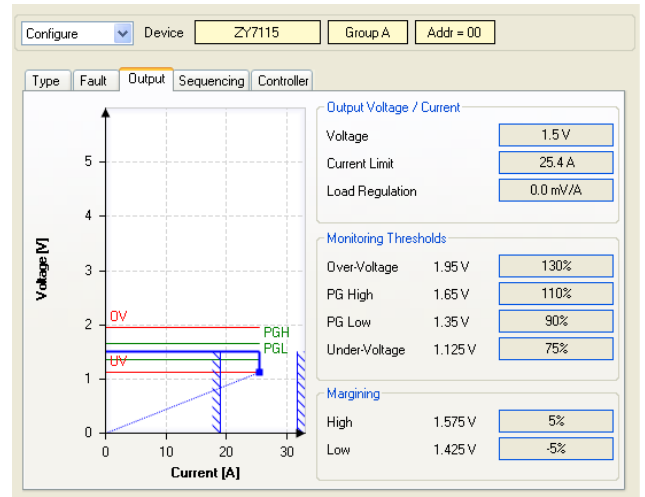 Configure Device ZY7115 Group A Addr = 00
Type Fault Output Sequencing Controller
Voltage [V]
5
4
3
2
1
0
OV
PGH
PGL
UV
0 10 20 30
Current [A]
Output Voltage / Current
Voltage 1.5 V
Current Limit 25.4 A
Load Regulation 0.0 mV/A
Monitoring Thresholds
Over-Voltage 1.95 V 130%
PG High 1.65 V 110%
PG Low 1.35 V 90%
Under-Voltage 1.125 V 75%
Margining
High 1.575 V 5%
Low 1.425 V -5%